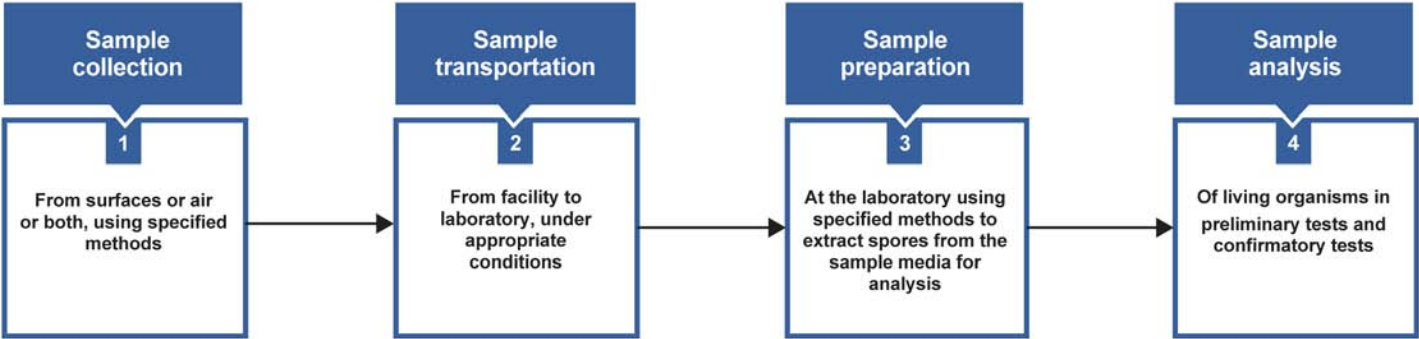 Sample
collection
1
From surfaces or air
or both, using specified
methods
Sample
transportation
2
From facility to
laboratory, under
appropriate
conditions
Sample
preparation
3
At the laboratory using
specified methods to
extract spores from the
sample media for
analysis
Sample
analysis
4
Of living organisms in
preliminary tests and
confirmatory tests